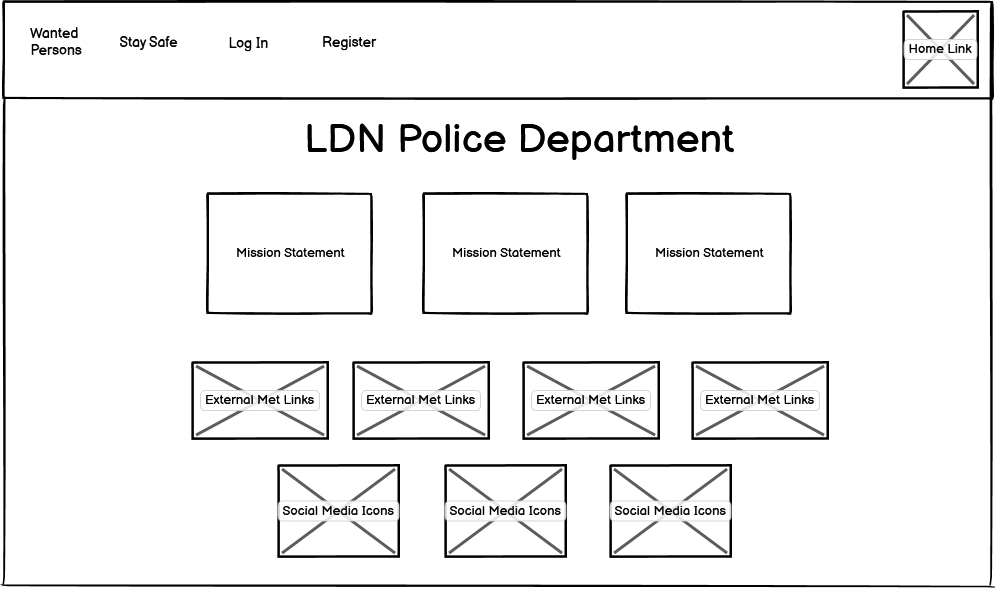 Wanted
Persons
Stay Safe
Log In
Register
Home Link
LDN Police Department
Mission Statement
Mission Statement
Mission Statement
External Met Links
External Met Links
External Met Links
External Met Links
Social Media Icons
Social Media Icons
Social Media Icons